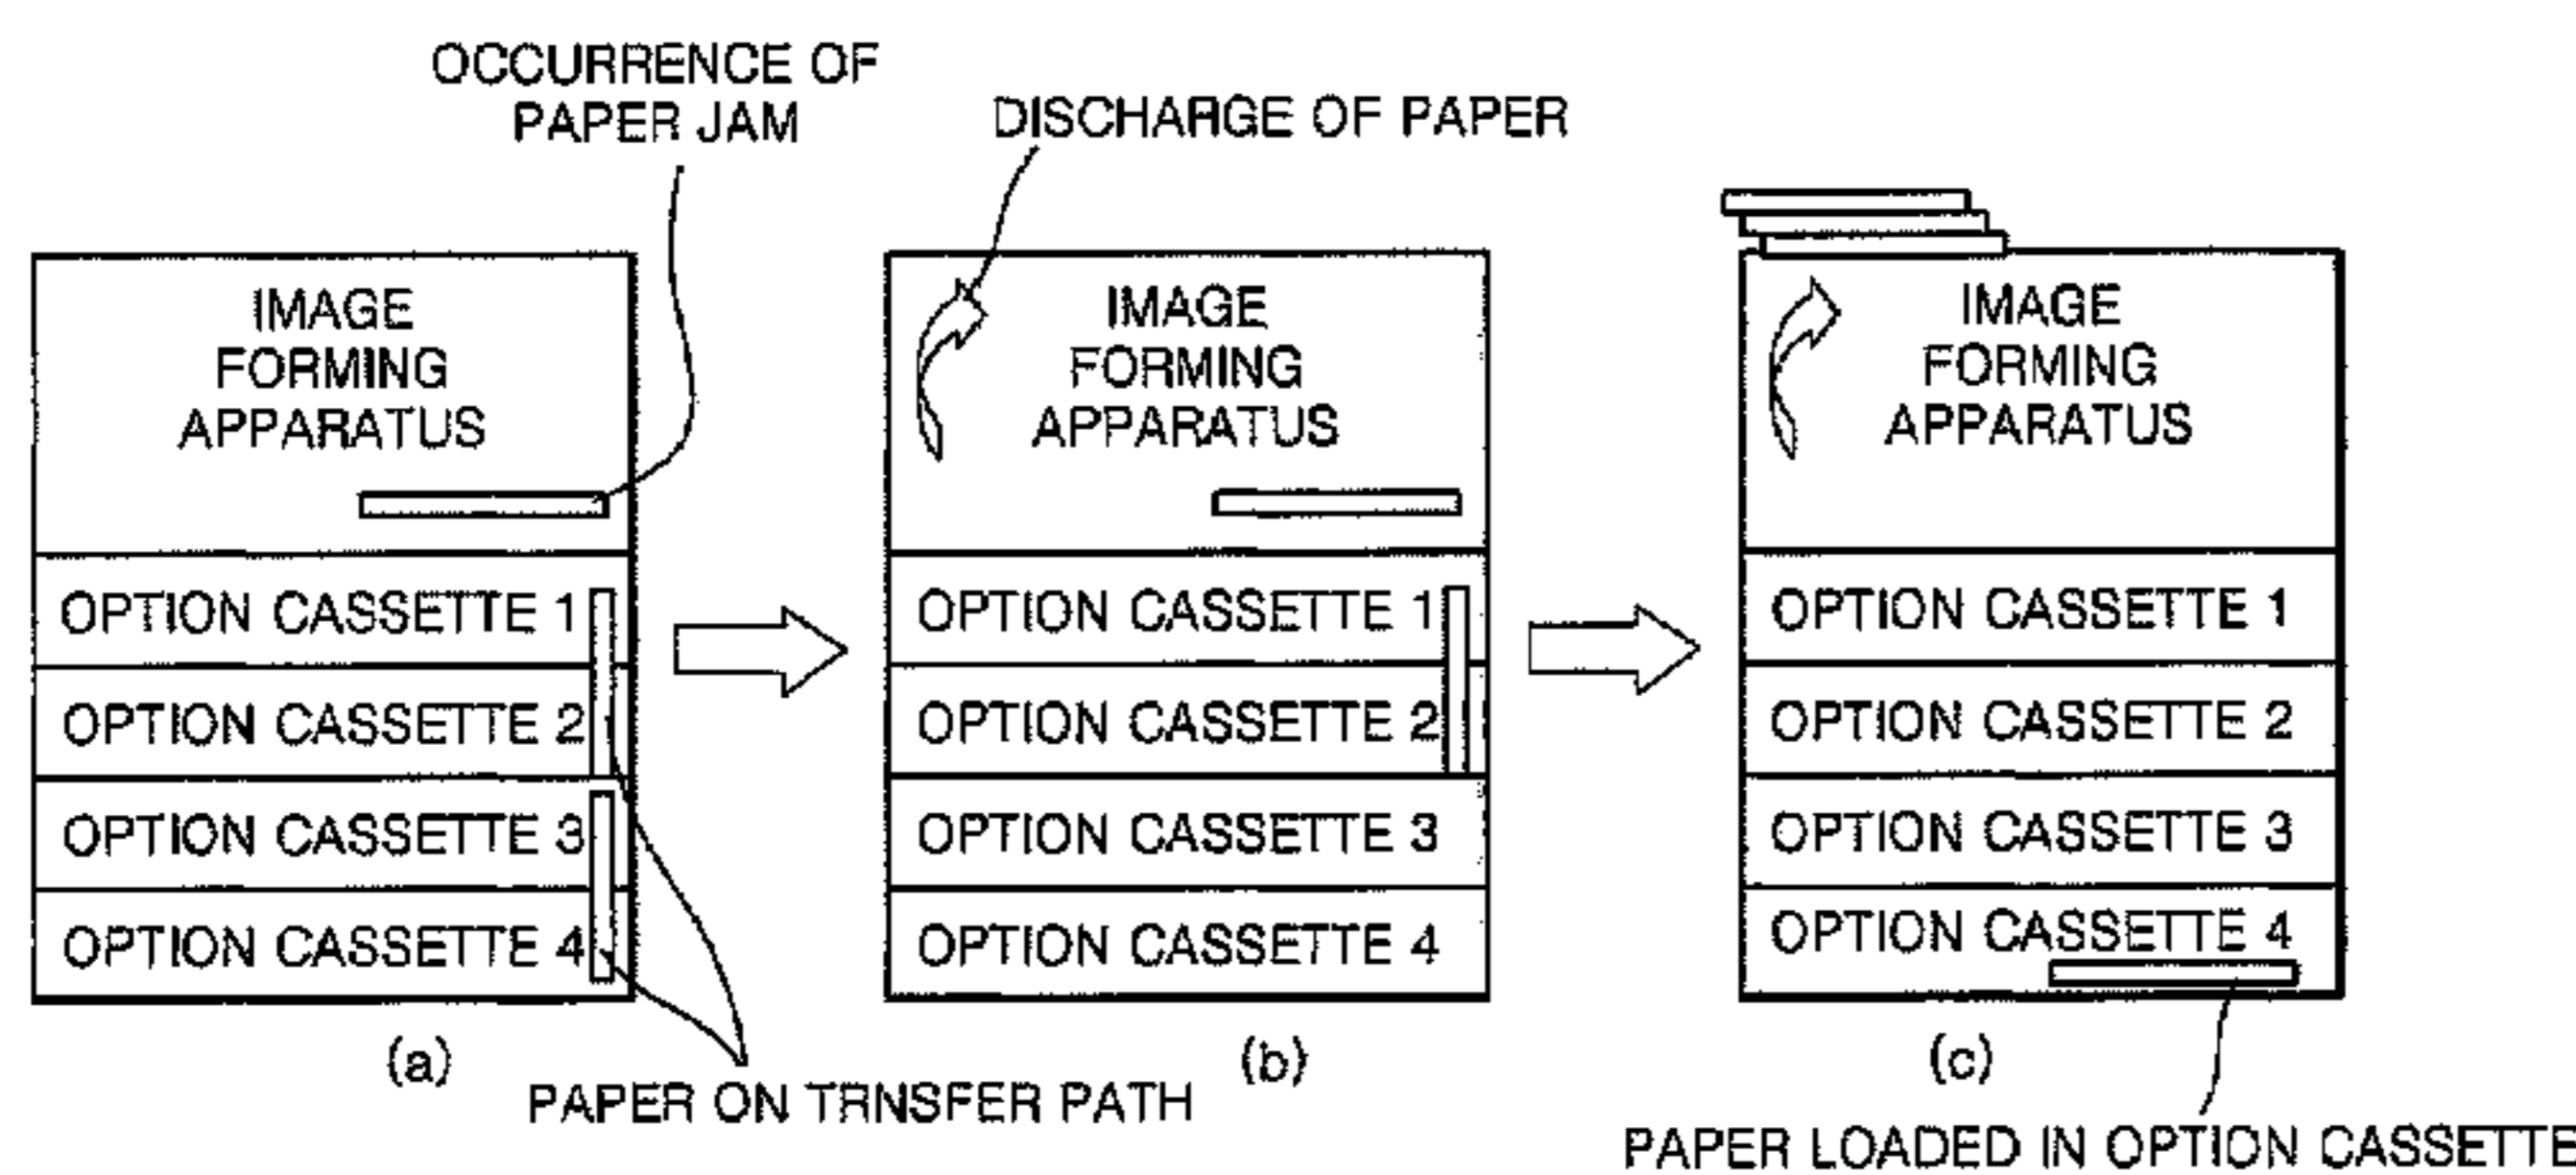 OCCURRENCE OF
PAPER JAM
DISCHARGE OF PAPER
IMAGE
FORMING
APPARATUS
OPTION CASSETTE 1
OPTION CASSETTE 2
OPTION CASSETTE 3
OPTION CASSETTE 4
(a)
PAPER ON TRNSFER PATH
IMAGE
FORMING
APPARATUS
OPTION CASSETTE 1
OPTION CASSETTE 2
OPTION CASSETTE 3
OPTION CASSETTE 4
(b)
IMAGE
FORMING
APPARATUS
OPTION CASSETTE 1
OPTION CASSETTE 2
OPTION CASSETTE 3
OPTION CASSETTE 4
(c)
PAPER LOADED IN OPTION CASSETTE